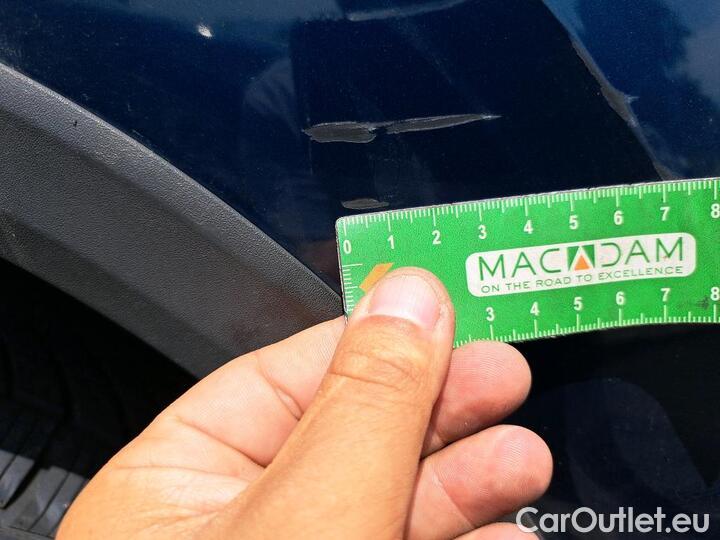 0 1 2 3 4 5 6 7 8
MACADAM
ON THE ROAD TO EXCELLENCE
3 4 5 6 7 8
CarOutlet.eu